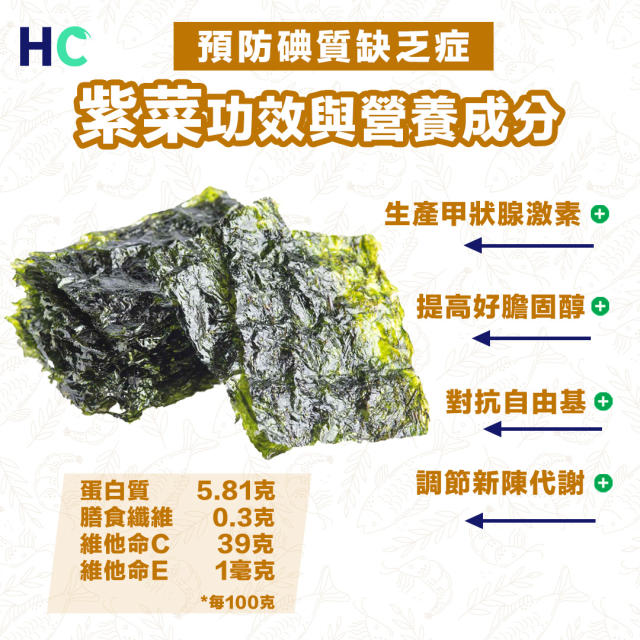 HC
預防碘質缺乏症
紫菜功效與營養成分
生產甲狀腺激素
提高好膽固醇
對抗自由基
調節新陳代謝
蛋白質 5.81克
膳食纖維 0.3克
維他命C 39克
維他命E 1毫克
*每100克